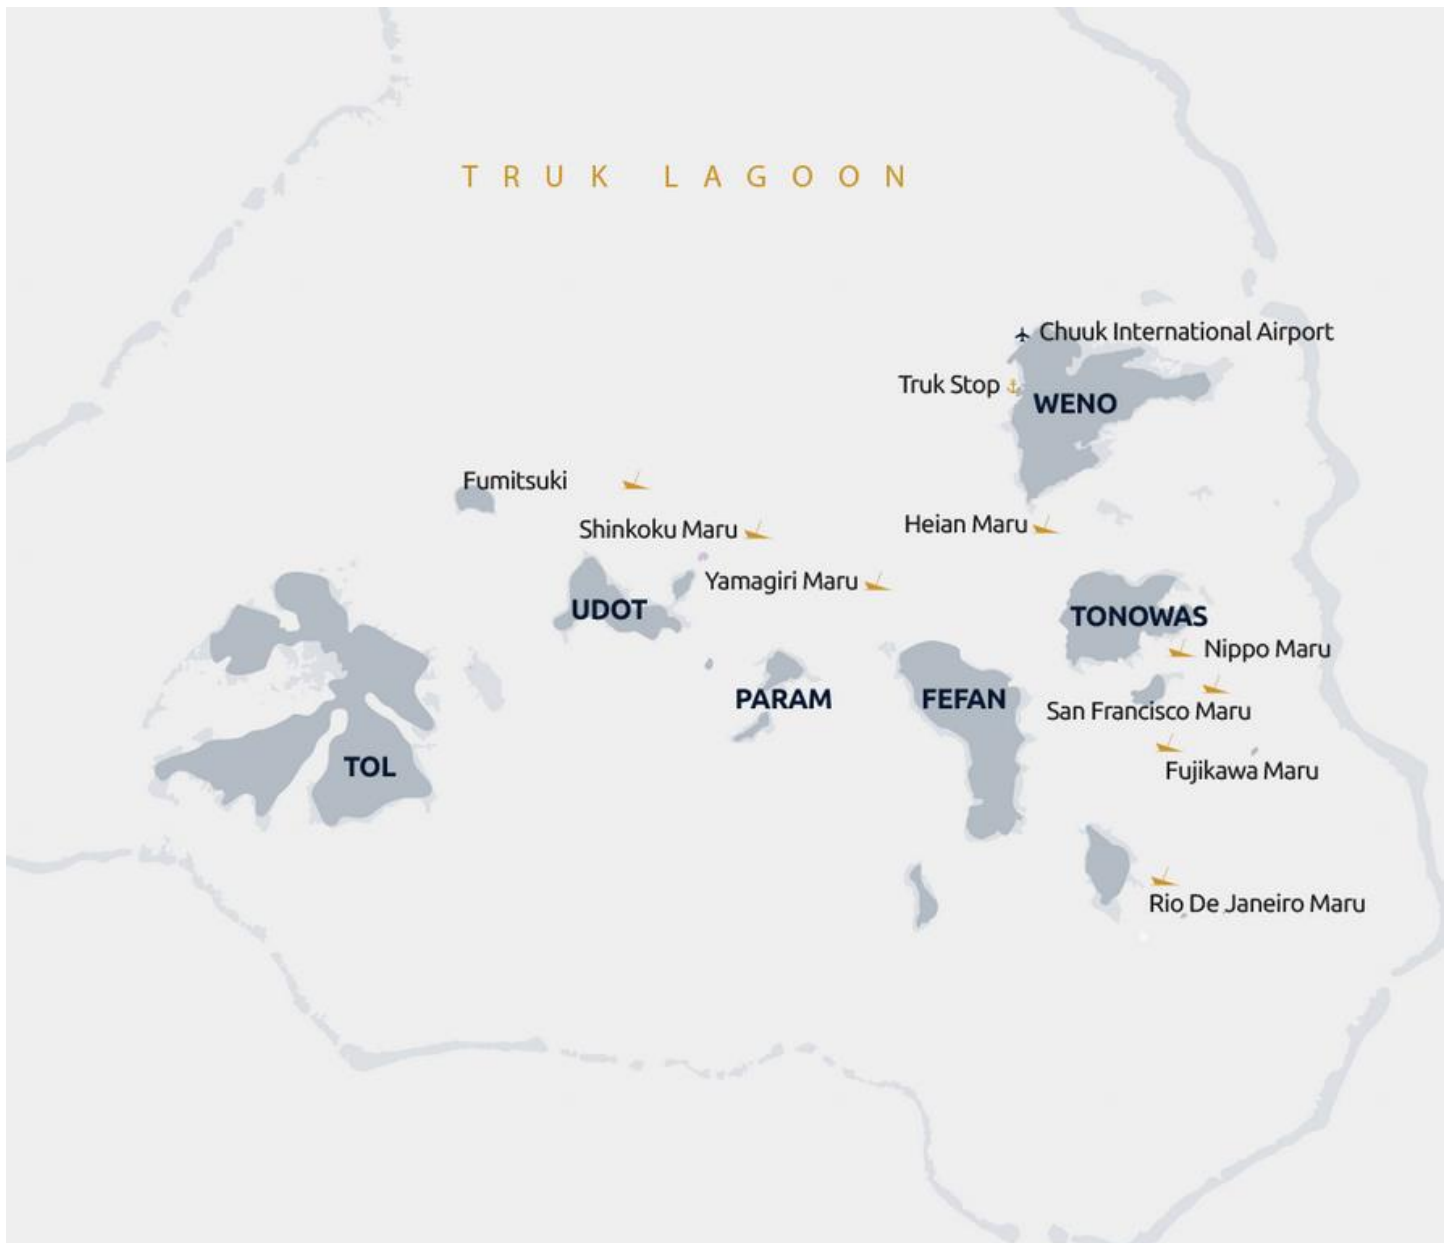 TRUK LAGOON
Chuuk International Airport
Truk Stop
WENO
Fumitsuki
Shinkoku Maru
Heian Maru
Yamagiri Maru
UDOT
TONOWAS
Nippo Maru
PARAM
FEFAN
San Francisco Maru
TOL
Fujikawa Maru
Rio De Janeiro Maru